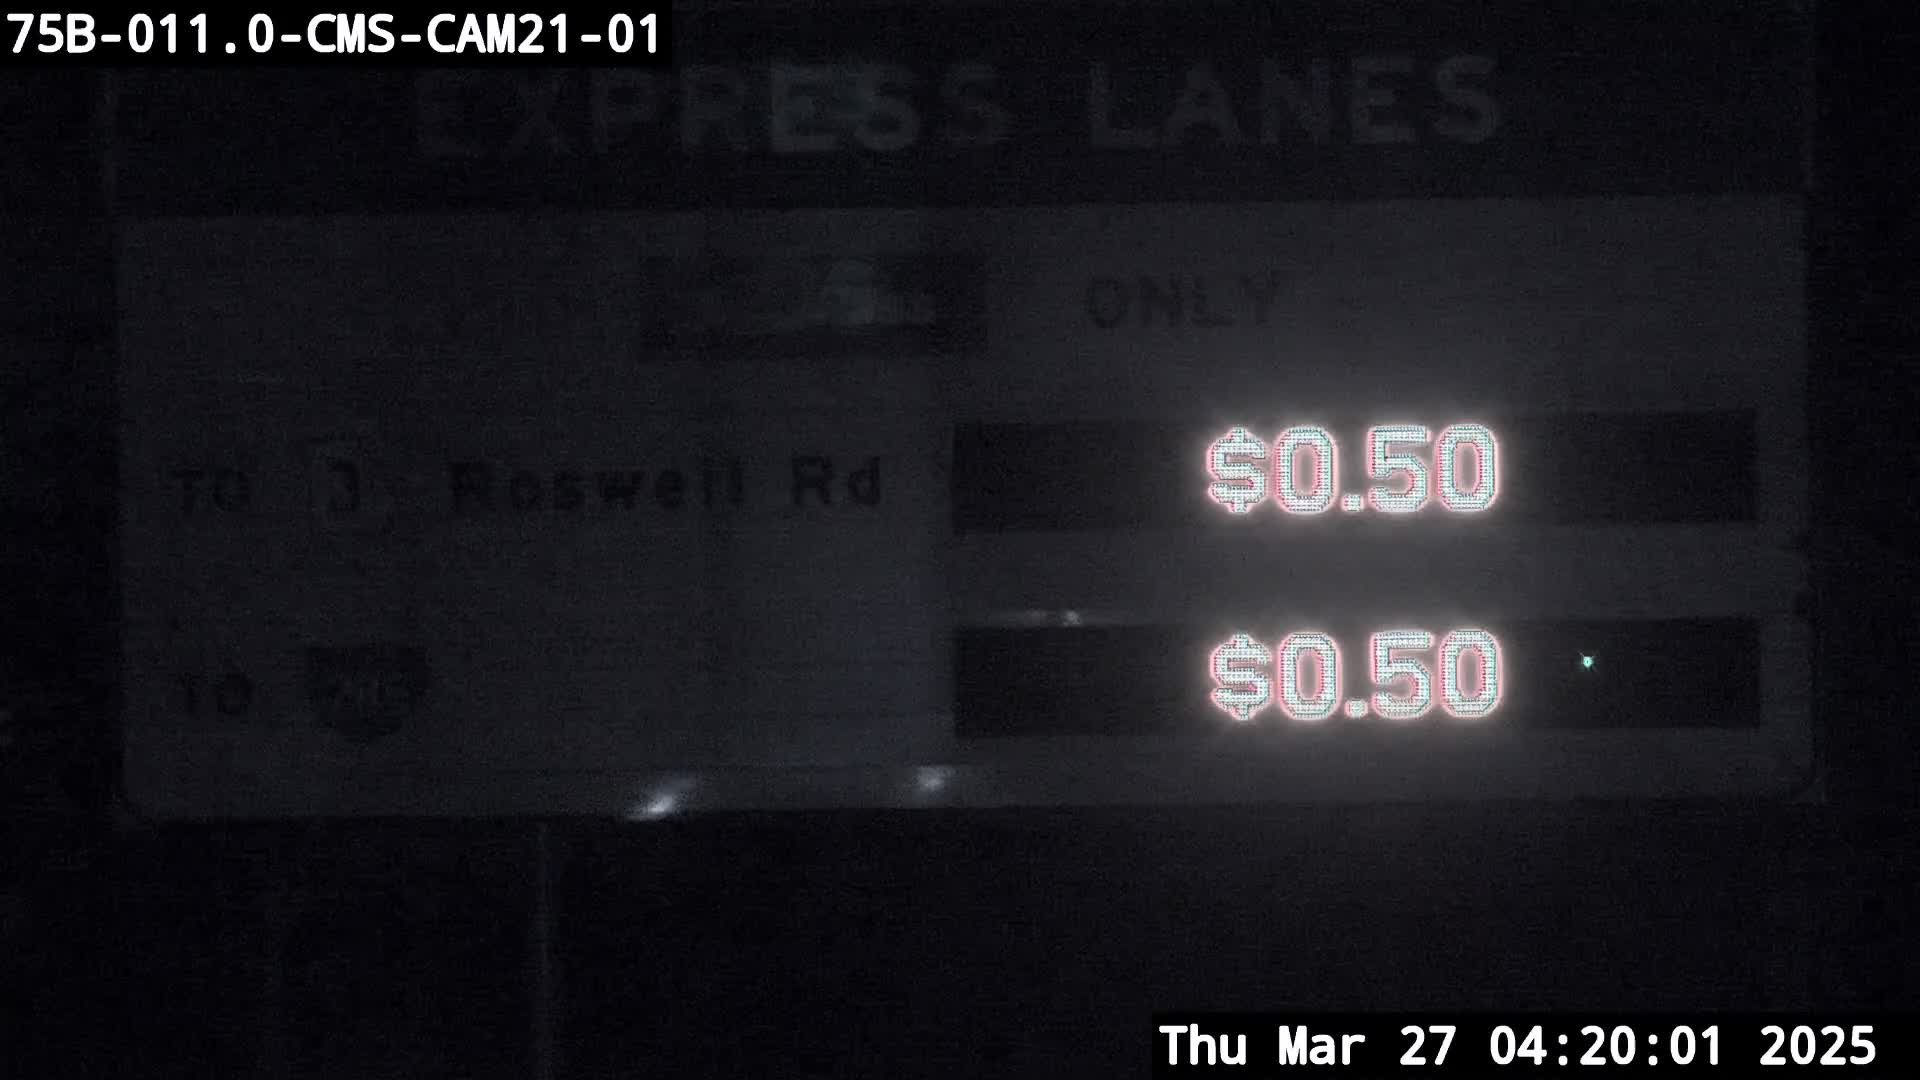 75B-011.0-CMS-CAM21-01
EXPRESS LANES
ONLY
TO Roswell Rd $0.50
TO $0.50
Thu Mar 27 04:20:01 2025